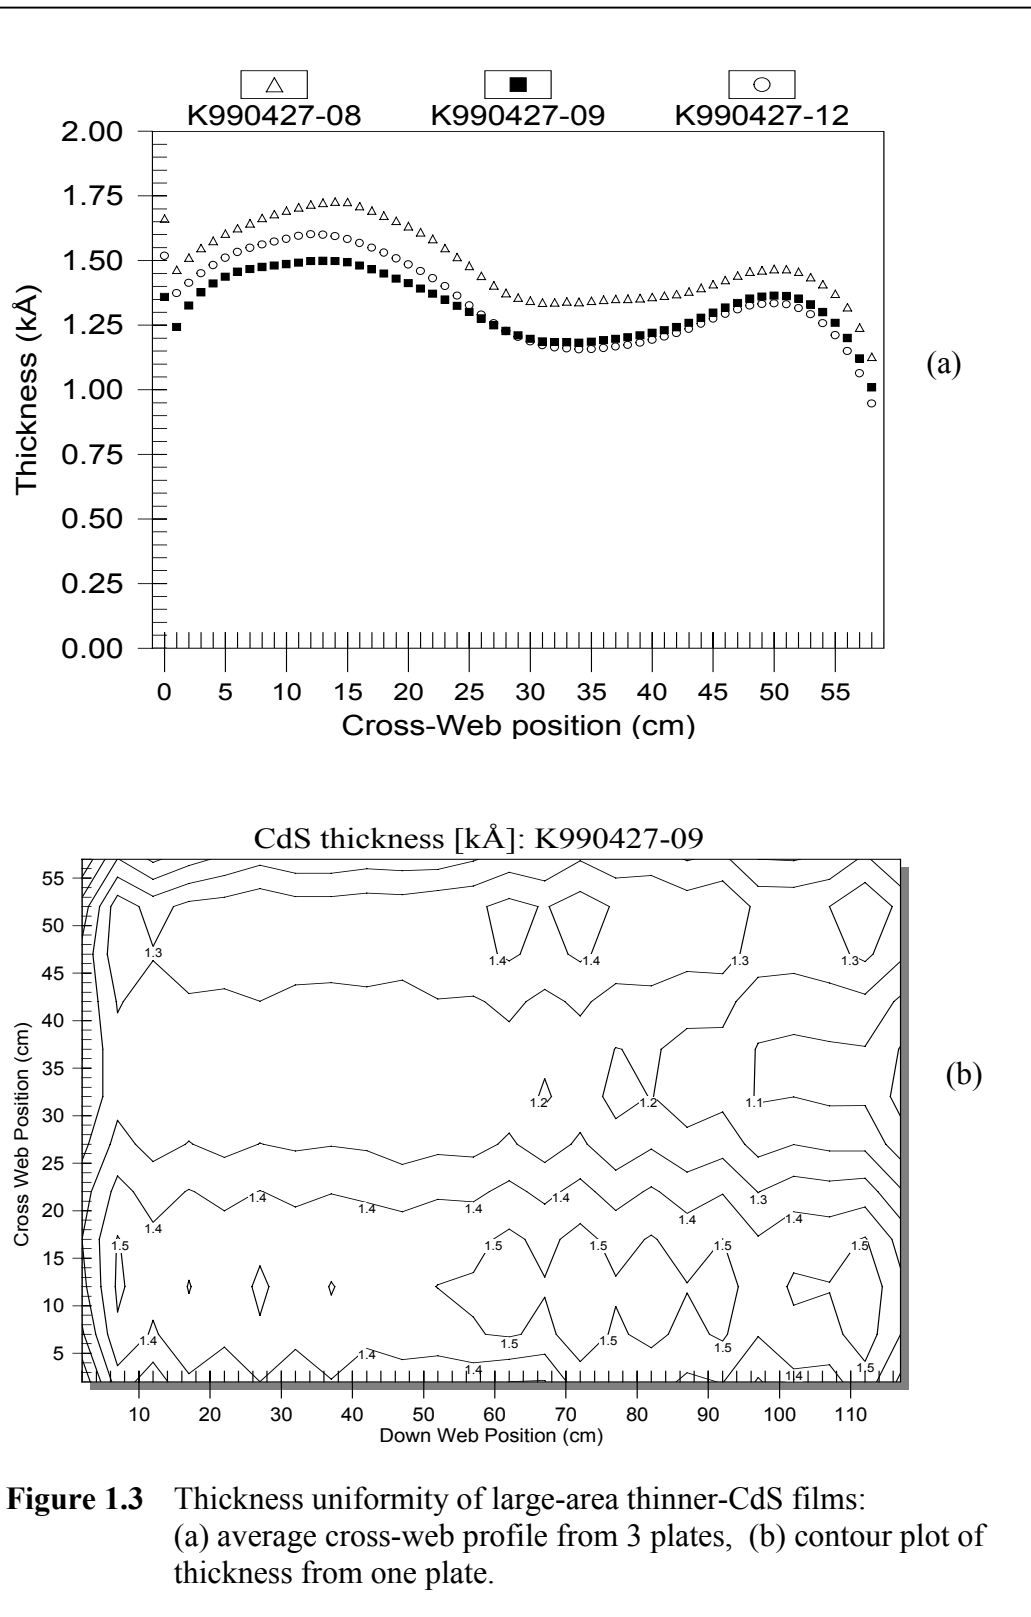 K990427-08 K990427-09 K990427-12
2.00
1.75
1.50
1.25
1.00
0.75
0.50
0.25
0.00
Thickness (kÅ)
0 5 10 15 20 25 30 35 40 45 50 55
Cross-Web position (cm)
(a)
CdS thickness [kÅ]: K990427-09
55
50
45
40
35
30
25
20
15
10
5
Cross Web Position (cm)
1.3 1.4 1.4 1.3 1.3
1.2 1.2 1.1
1.4 1.4 1.4 1.4 1.3
1.4 1.4 1.4
1.5 1.5 1.5 1.5 1.5
1.4 1.5 1.5 1.5
1.4 1.4 1.4 1.5
10 20 30 40 50 60 70 80 90 100 110
Down Web Position (cm)
(b)
Figure 1.3 Thickness uniformity of large-area thinner-CdS films:
(a) average cross-web profile from 3 plates, (b) contour plot of
thickness from one plate.